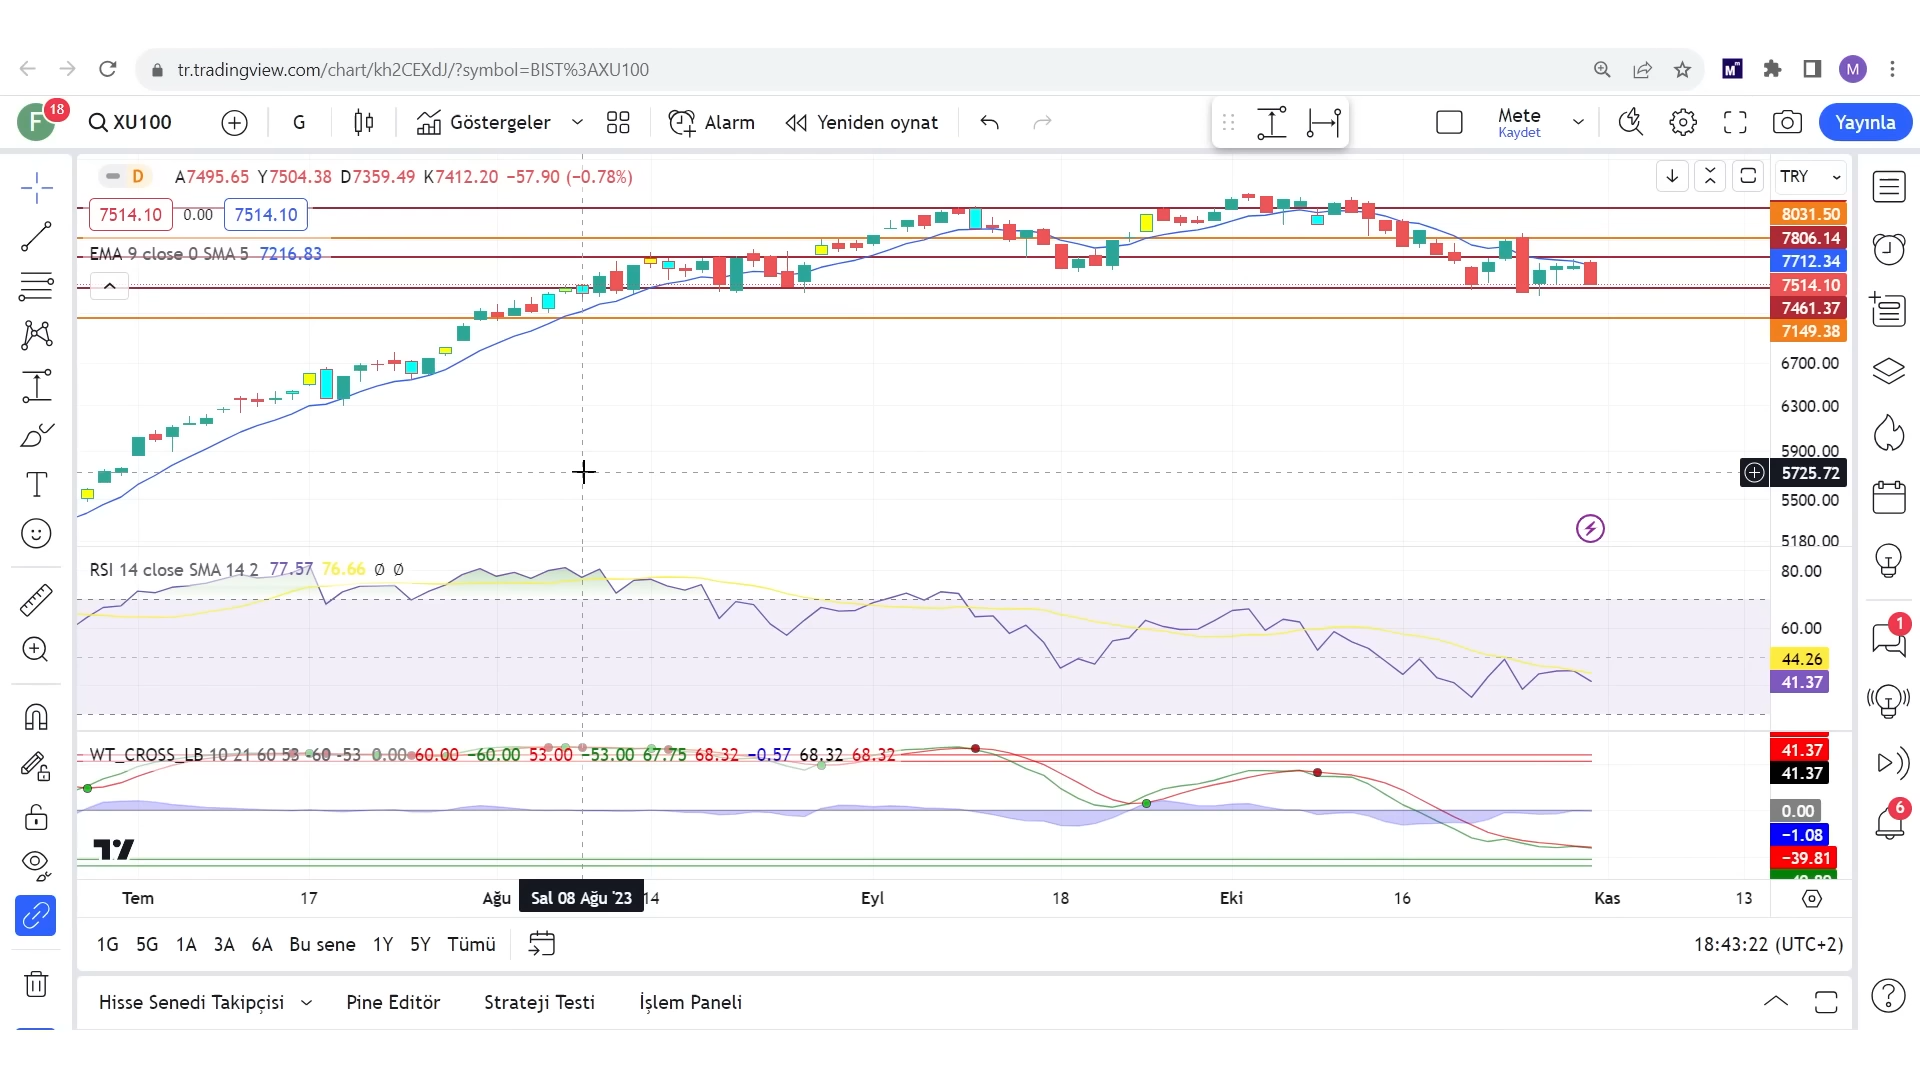 tr.tradingview.com/chart/kh2CEXdJ/?symbol=BIST%3AXU100
M
F 18 XU100 G Göstergeler Alarm Yeniden oynat Mete Kaydet Yayınla
D A7495.65 Y7504.38 D7359.49 K7412.20 −57.90 (−0.78%)
TRY
7514.10 0.00 7514.10
EMA 9 close 0 SMA 5 7216.83
8031.50
7806.14
7712.34
7514.10
7461.37
7149.38
6700.00
6300.00
5900.00
5725.72
5500.00
5180.00
RSI 14 close SMA 14 2 77.57 76.66 Ø Ø
80.00
60.00
44.26
41.37
WT_CROSS_LB 10 21 60 53 -60 -53 0.00 60.00 −60.00 53.00 −53.00 67.75 68.32 −0.57 68.32 68.32
41.37
41.37
0.00
−1.08
−39.81
1
6
Tem 17 Ağu Sal 08 Ağu '23 14 Eyl 18 Eki 16 Kas 13
1G 5G 1A 3A 6A Bu sene 1Y 5Y Tümü 18:43:22 (UTC+2)
Hisse Senedi Takipçisi Pine Editör Strateji Testi İşlem Paneli